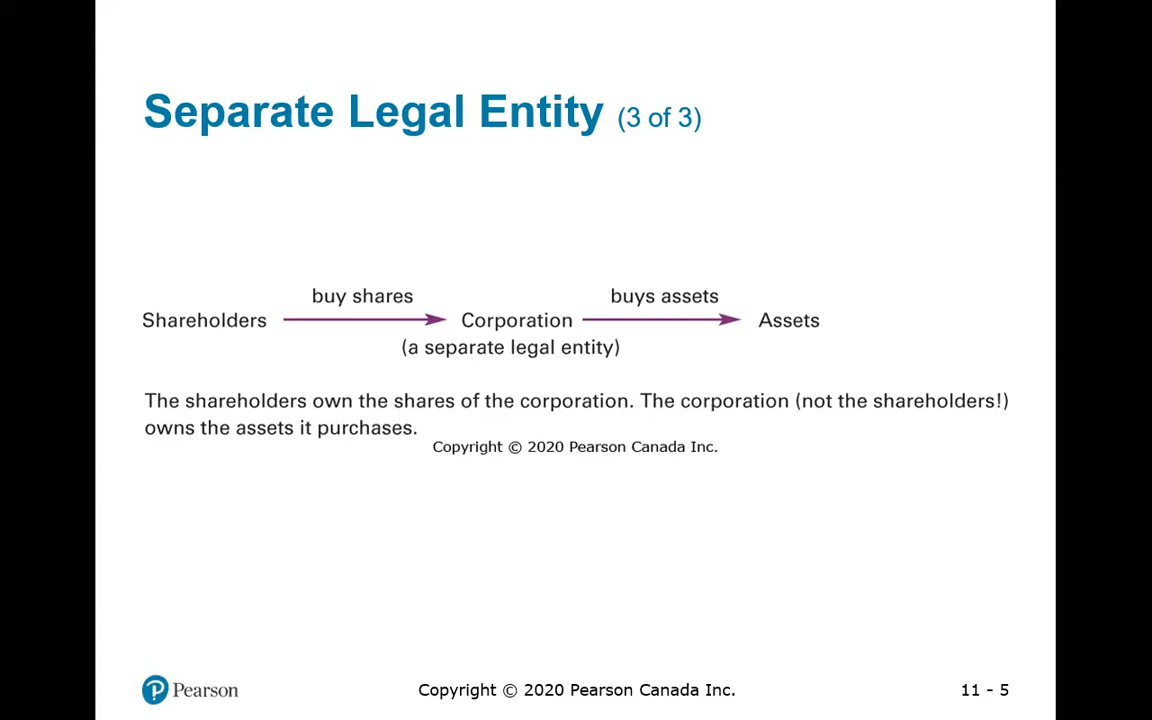 Separate Legal Entity (3 of 3)
buy shares buys assets
Shareholders Corporation Assets
(a separate legal entity)
The shareholders own the shares of the corporation. The corporation (not the shareholders!)
owns the assets it purchases.
Copyright © 2020 Pearson Canada Inc.
P Pearson Copyright © 2020 Pearson Canada Inc. 11 - 5